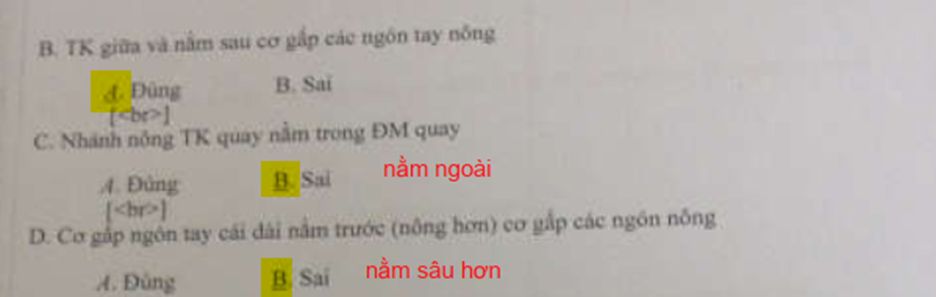 B. TK giữa và nằm sau cơ gấp các ngón tay nông
A. Đúng B. Sai
[<br>]
C. Nhánh nông TK quay nằm trong ĐM quay
A. Đúng B. Sai nằm ngoài
[<br>]
D. Cơ gấp ngón tay cái dài nằm trước (nông hơn) cơ gấp các ngón nông
A. Đúng B. Sai nằm sâu hơn